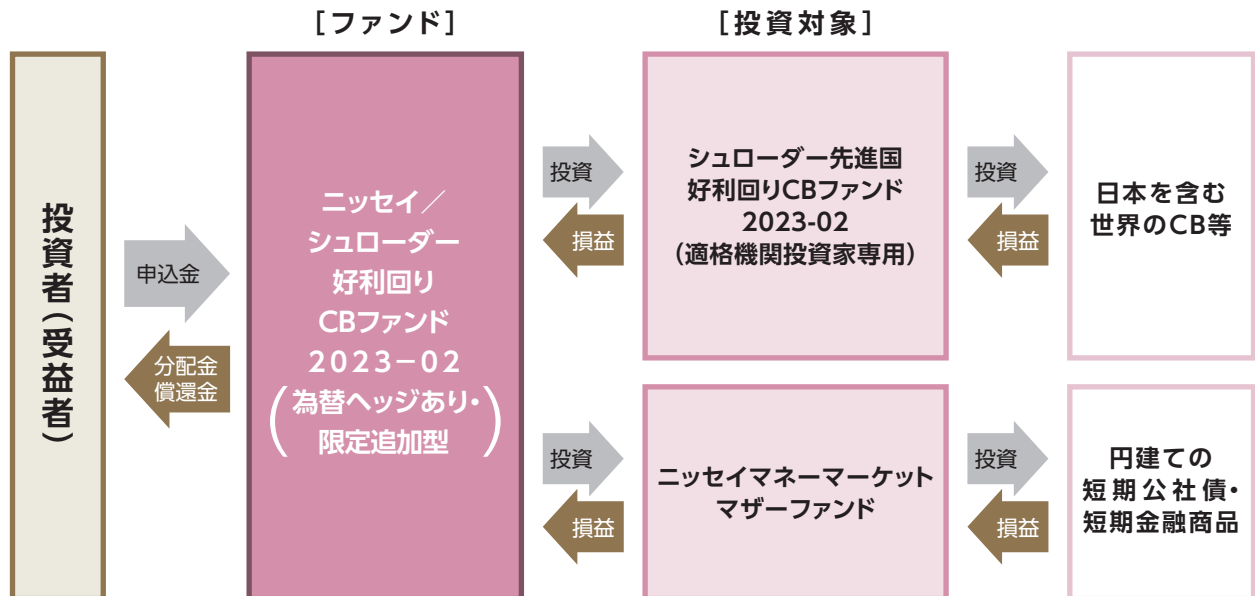 [ファンド]
[投資対象]
投資者(受益者)
申込金
分配金
償還金
ニッセイ／
シュローダー
好利回り
CBファンド
2023－02
(為替ヘッジあり・
限定追加型)
投資
損益
シュローダー先進国
好利回りCBファンド
2023-02
(適格機関投資家専用)
投資
損益
日本を含む
世界のCB等
投資
損益
ニッセイマネーマーケット
マザーファンド
投資
損益
円建ての
短期公社債・
短期金融商品